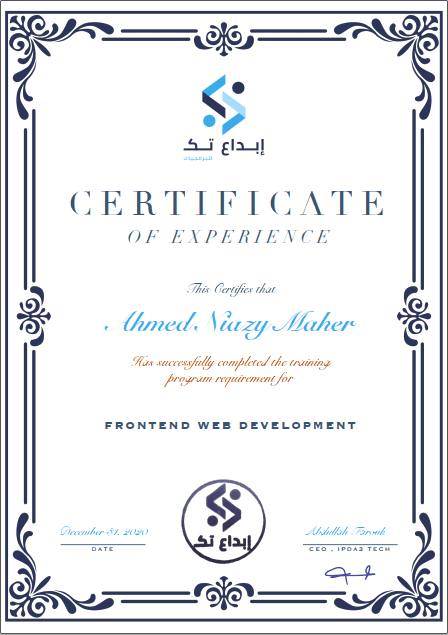 إبداع تك
للبرمجيات
CERTIFICATE
OF EXPERIENCE
This Certifies that
Ahmed Niazy Maher
Has successfully completed the training
program requirement for
FRONTEND WEB DEVELOPMENT
إبداع تك
December 31, 2020
Abdullah Farouk
DATE
CEO , IPDA3 TECH